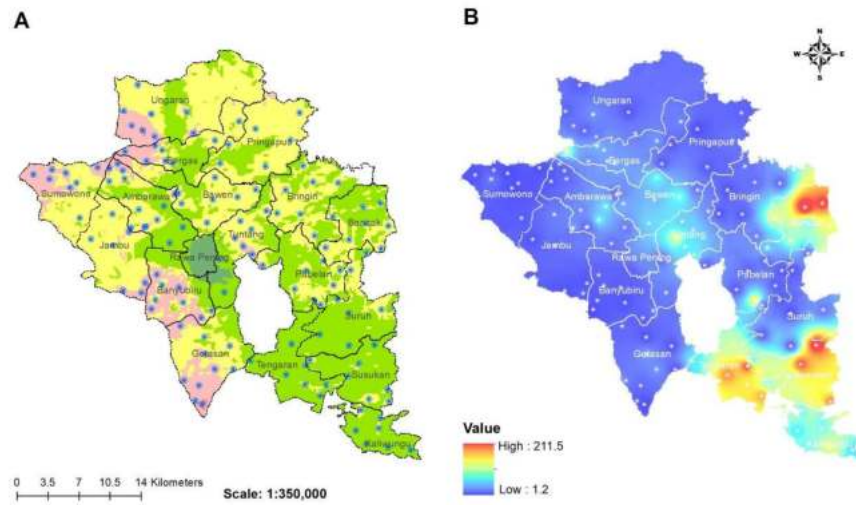 A
Ungaran
Pringapus
Bergas
Sumowono
Ambarawa
Bawen
Bringin
Bancak
Jambu
Tuntang
Rawa Pening
Pabelan
Banyubiru
Suruh
Getasan
Tengaran
Susukan
Kaliwungu
0 3.5 7 10.5 14 Kilometers
Scale: 1:350,000
B
N
W E
S
Ungaran
Pringapus
Bergas
Sumowono
Ambarawa
Bawen
Bringin
Jambu
Rawa Pening
Pabelan
Banyubiru
Suruh
Getasan
Value
High : 211.5
Low : 1.2